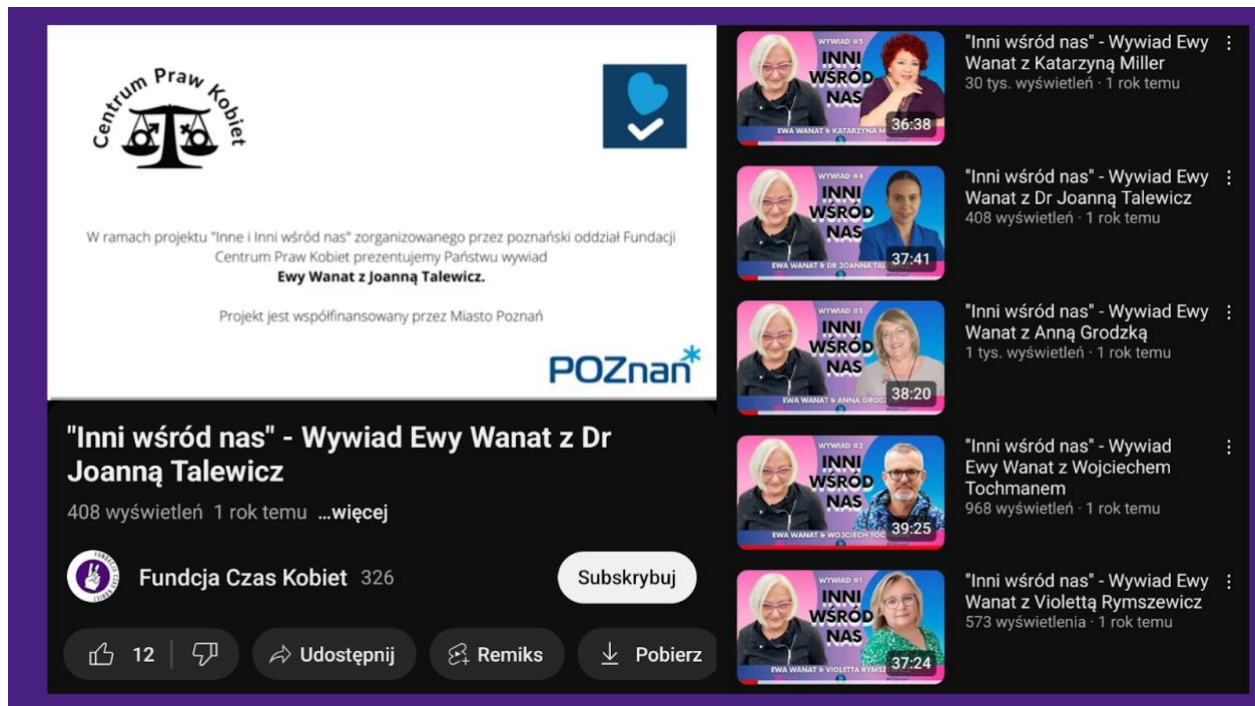 Centrum Praw Kobiet
W ramach projektu "Inne i Inni wśród nas" zorganizowanego przez poznański oddział Fundacji
Centrum Praw Kobiet prezentujemy Państwu wywiad
Ewy Wanat z Joanną Talewicz.
Projekt jest współfinansowany przez Miasto Poznań
POZnań*
"Inni wśród nas" - Wywiad Ewy Wanat z Dr
Joanną Talewicz
408 wyświetleń 1 rok temu ...więcej
FUNDACJA CZAS KOBIET
Fundcja Czas Kobiet 326
Subskrybuj
12
Udostępnij
Remiks
Pobierz
WYWIAD #5
INNI
WŚRÓD
NAS
EWA WANAT & KATARZYNA M
36:38
"Inni wśród nas" - Wywiad Ewy
Wanat z Katarzyną Miller
30 tys. wyświetleń · 1 rok temu
WYWIAD #4
INNI
WŚRÓD
NAS
EWA WANAT & DR JOANNA TAL
37:41
"Inni wśród nas" - Wywiad Ewy
Wanat z Dr Joanną Talewicz
408 wyświetleń · 1 rok temu
WYWIAD #3
INNI
WŚRÓD
NAS
EWA WANAT & ANNA GROD
38:20
"Inni wśród nas" - Wywiad Ewy
Wanat z Anną Grodzką
1 tys. wyświetleń · 1 rok temu
WYWIAD #2
INNI
WŚRÓD
NAS
EWA WANAT & WOJCIECH TOC
39:25
"Inni wśród nas" - Wywiad
Ewy Wanat z Wojciechem
Tochmanem
968 wyświetleń · 1 rok temu
WYWIAD #1
INNI
WŚRÓD
NAS
EWA WANAT & VIOLETTA RYMS
37:24
"Inni wśród nas" - Wywiad Ewy
Wanat z Violettą Rymszewicz
573 wyświetlenia · 1 rok temu